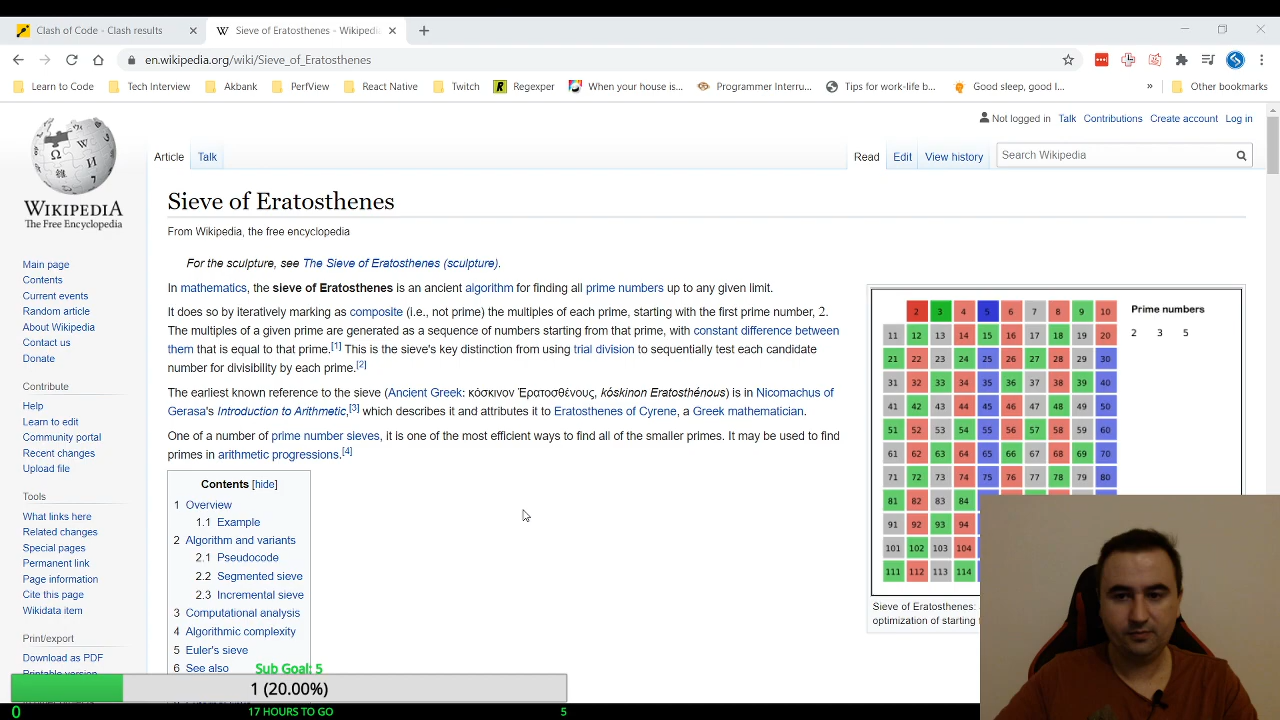 Clash of Code - Clash results
Sieve of Eratosthenes - Wikipedi
en.wikipedia.org/wiki/Sieve_of_Eratosthenes
Learn to Code
Tech Interview
Akbank
PerfView
React Native
Twitch
Regexper
When your house is...
Programmer Interru...
Tips for work-life b...
Good sleep, good l...
»
Other bookmarks
Not logged in Talk Contributions Create account Log in
Article Talk
Read Edit View history
Search Wikipedia
WIKIPEDIA
The Free Encyclopedia
Main page
Contents
Current events
Random article
About Wikipedia
Contact us
Donate
Contribute
Help
Learn to edit
Community portal
Recent changes
Upload file
Tools
What links here
Related changes
Special pages
Permanent link
Page information
Cite this page
Wikidata item
Print/export
Download as PDF
Printable version
Sieve of Eratosthenes
From Wikipedia, the free encyclopedia
For the sculpture, see The Sieve of Eratosthenes (sculpture).
In mathematics, the sieve of Eratosthenes is an ancient algorithm for finding all prime numbers up to any given limit.
It does so by iteratively marking as composite (i.e., not prime) the multiples of each prime, starting with the first prime number, 2.
The multiples of a given prime are generated as a sequence of numbers starting from that prime, with constant difference between
them that is equal to that prime.[1] This is the sieve's key distinction from using trial division to sequentially test each candidate
number for divisibility by each prime.[2]
The earliest known reference to the sieve (Ancient Greek: κόσκινον Ἐρατοσθένους, kóskinon Eratosthénous) is in Nicomachus of
Gerasa's Introduction to Arithmetic,[3] which describes it and attributes it to Eratosthenes of Cyrene, a Greek mathematician.
One of a number of prime number sieves, it is one of the most efficient ways to find all of the smaller primes. It may be used to find
primes in arithmetic progressions.[4]
Contents [hide]
1 Overview
1.1 Example
2 Algorithm and variants
2.1 Pseudocode
2.2 Segmented sieve
2.3 Incremental sieve
3 Computational analysis
4 Algorithmic complexity
5 Euler's sieve
6 See also
2 3 4 5 6 7 8 9 10
11 12 13 14 15 16 17 18 19 20
21 22 23 24 25 26 27 28 29 30
31 32 33 34 35 36 37 38 39 40
41 42 43 44 45 46 47 48 49 50
51 52 53 54 55 56 57 58 59 60
61 62 63 64 65 66 67 68 69 70
71 72 73 74 75 76 77 78 79 80
81 82 83 84
91 92 93 94
101 102 103 104
111 112 113 114
Prime numbers
2 3 5
Sieve of Eratosthenes:
optimization of starting
Sub Goal: 5
1 (20.00%)
0
17 HOURS TO GO
5